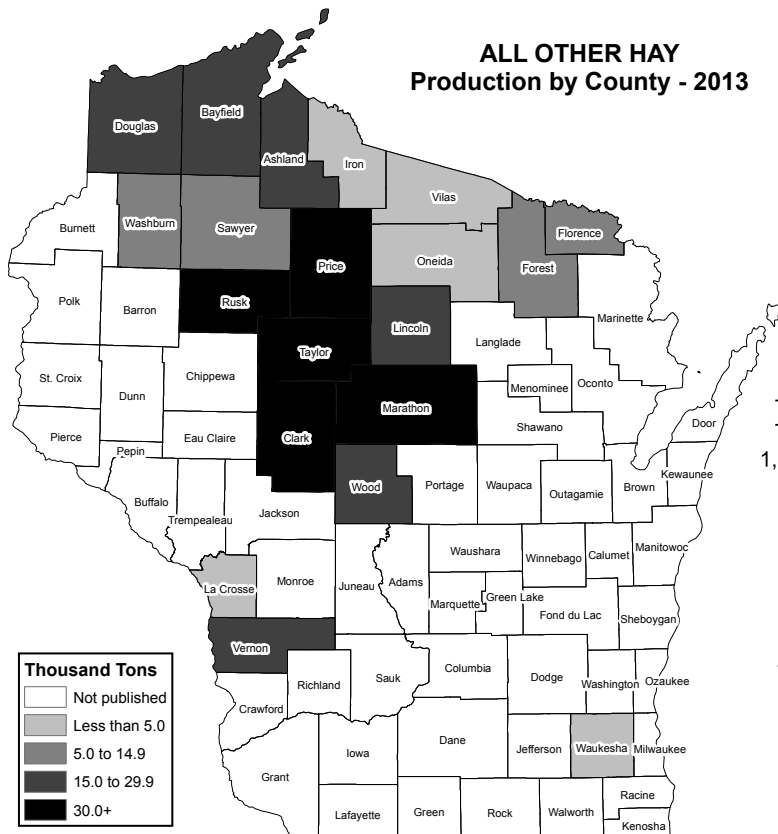 ALL OTHER HAY
Production by County - 2013
Douglas
Bayfield
Ashland
Iron
Vilas
Burnett
Washburn
Sawyer
Price
Oneida
Forest
Florence
Polk
Barron
Rusk
Marinette
Lincoln
Langlade
Taylor
St. Croix
Dunn
Chippewa
Menominee
Oconto
Pierce
Eau Claire
Clark
Marathon
Shawano
Door
Pepin
1,
Buffalo
Trempealeau
Jackson
Wood
Portage
Waupaca
Outagamie
Brown
Kewaunee
La Crosse
Monroe
Juneau
Adams
Waushara
Winnebago
Calumet
Manitowoc
Marquette
Green Lake
Fond du Lac
Sheboygan
Vernon
Crawford
Richland
Sauk
Columbia
Dodge
Washington
Ozaukee
Grant
Iowa
Dane
Jefferson
Waukesha
Milwaukee
Lafayette
Green
Rock
Walworth
Racine
Kenosha
Thousand Tons
Not published
Less than 5.0
5.0 to 14.9
15.0 to 29.9
30.0+